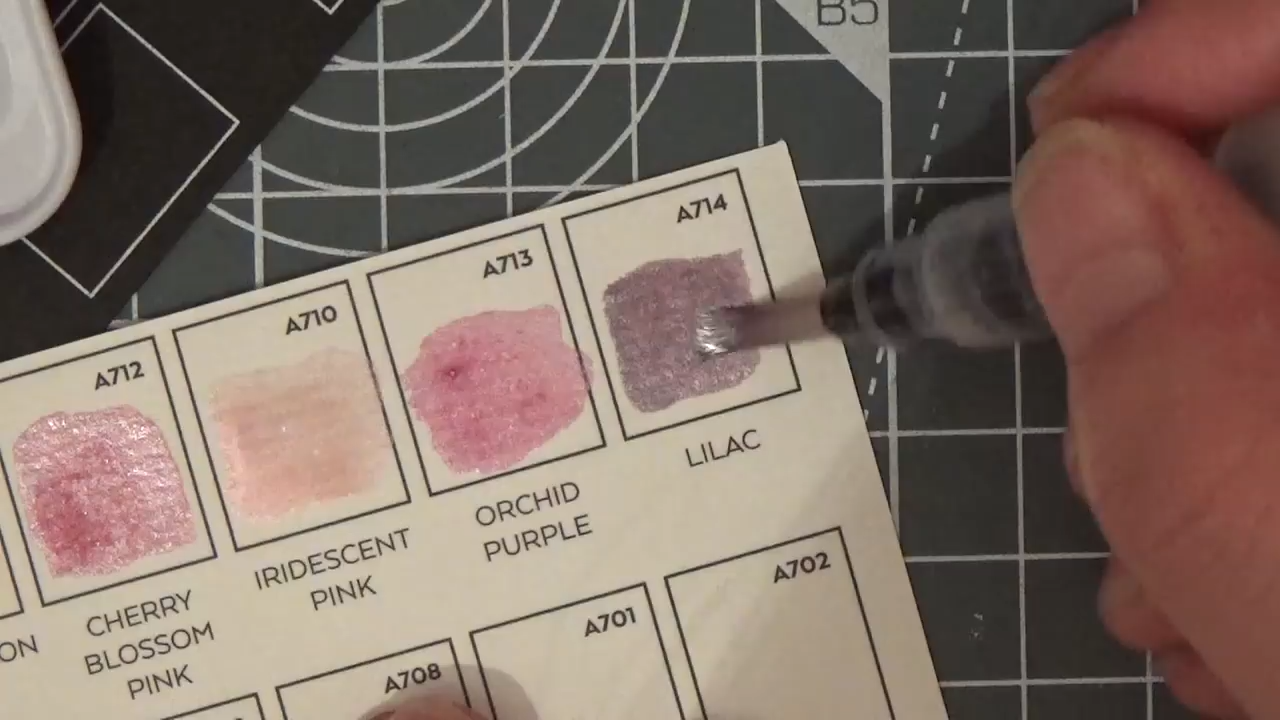 B5
A714
A713
A710
A712
LILAC
ORCHID
PURPLE
IRIDESCENT
PINK
CHERRY
BLOSSOM
PINK
ON
A702
A701
A708